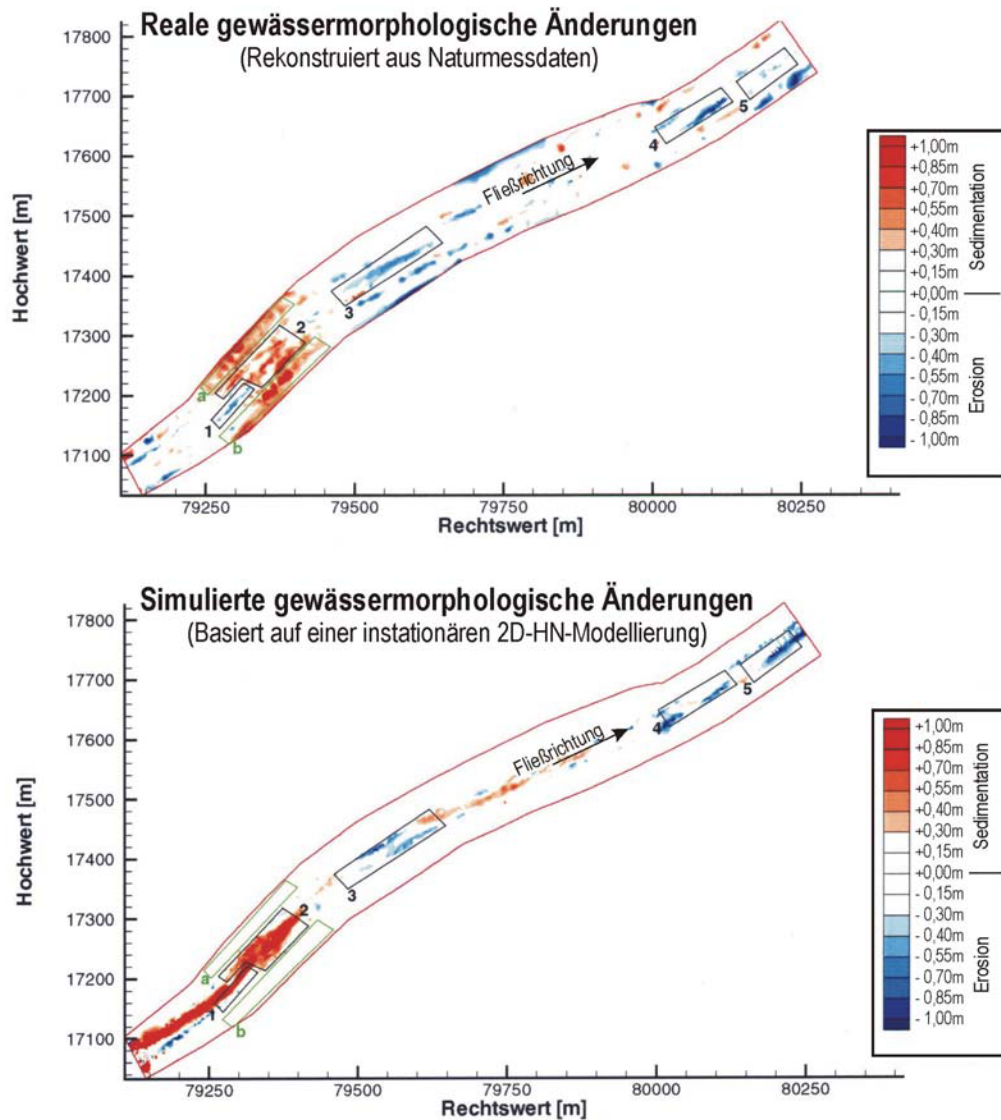 Reale gewässermorphologische Änderungen
(Rekonstruiert aus Naturmessdaten)
17800
17700
17600
17500
17400
17300
17200
17100
Hochwert [m]
Fließrichtung
1
2
3
4
5
a
b
79250
79500
79750
80000
80250
Rechtswert [m]
+1,00m
+0,85m
+0,70m
+0,55m
+0,40m
+0,30m
+0,15m
+0,00m
- 0,15m
- 0,30m
- 0,40m
- 0,55m
- 0,70m
- 0,85m
- 1,00m
Sedimentation
Erosion
Simulierte gewässermorphologische Änderungen
(Basiert auf einer instationären 2D-HN-Modellierung)
17800
17700
17600
17500
17400
17300
17200
17100
Hochwert [m]
Fließrichtung
1
2
3
4
5
a
b
79250
79500
79750
80000
80250
Rechtswert [m]
+1,00m
+0,85m
+0,70m
+0,55m
+0,40m
+0,30m
+0,15m
+0,00m
- 0,15m
- 0,30m
- 0,40m
- 0,55m
- 0,70m
- 0,85m
- 1,00m
Sedimentation
Erosion